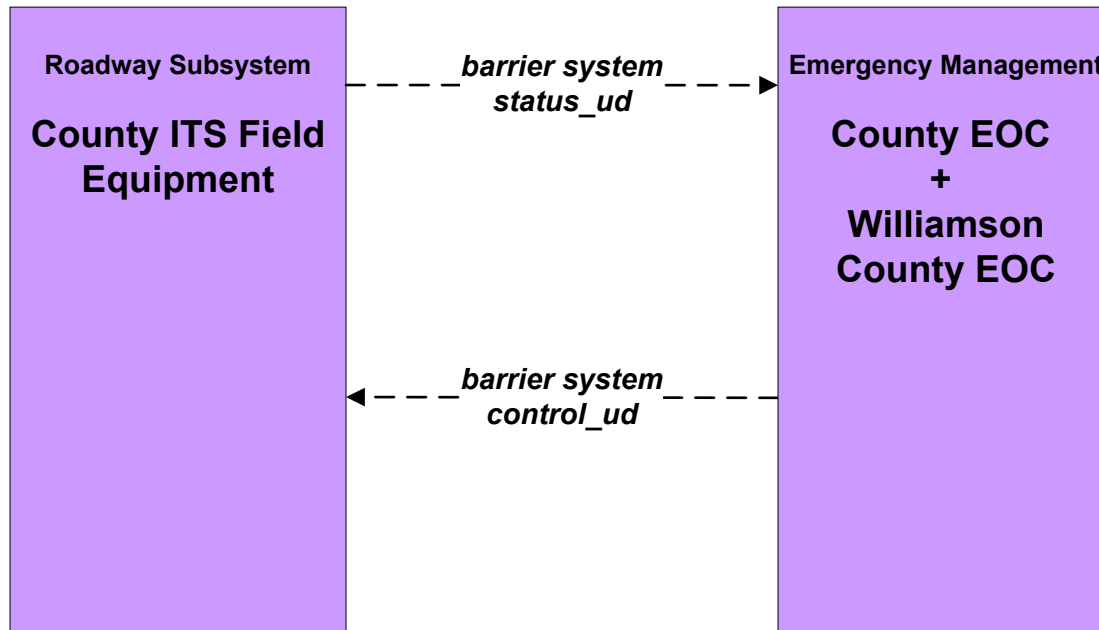 Roadway Subsystem
County ITS Field
Equipment
barrier system
status_ud
Emergency Management
County EOC
+
Williamson
County EOC
barrier system
control_ud